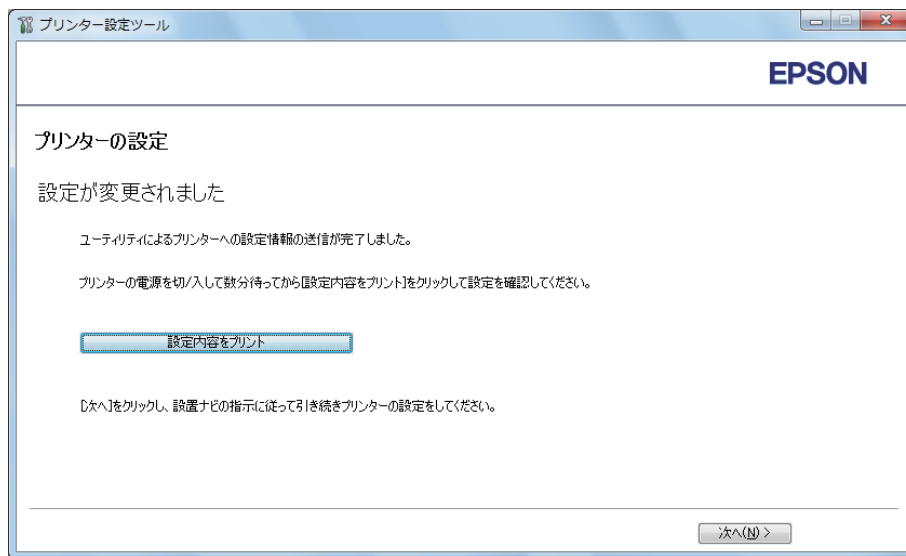 プリンター設定ツール
EPSON
プリンターの設定
設定が変更されました
ユーティリティによるプリンターへの設定情報の送信が完了しました。
プリンターの電源を切/入して数分待ってから[設定内容をプリント]をクリックして設定を確認してください。
設定内容をプリント
[次へ]をクリックし、設置ナビの指示に従って引き続きプリンターの設定をしてください。
次へ(N) >